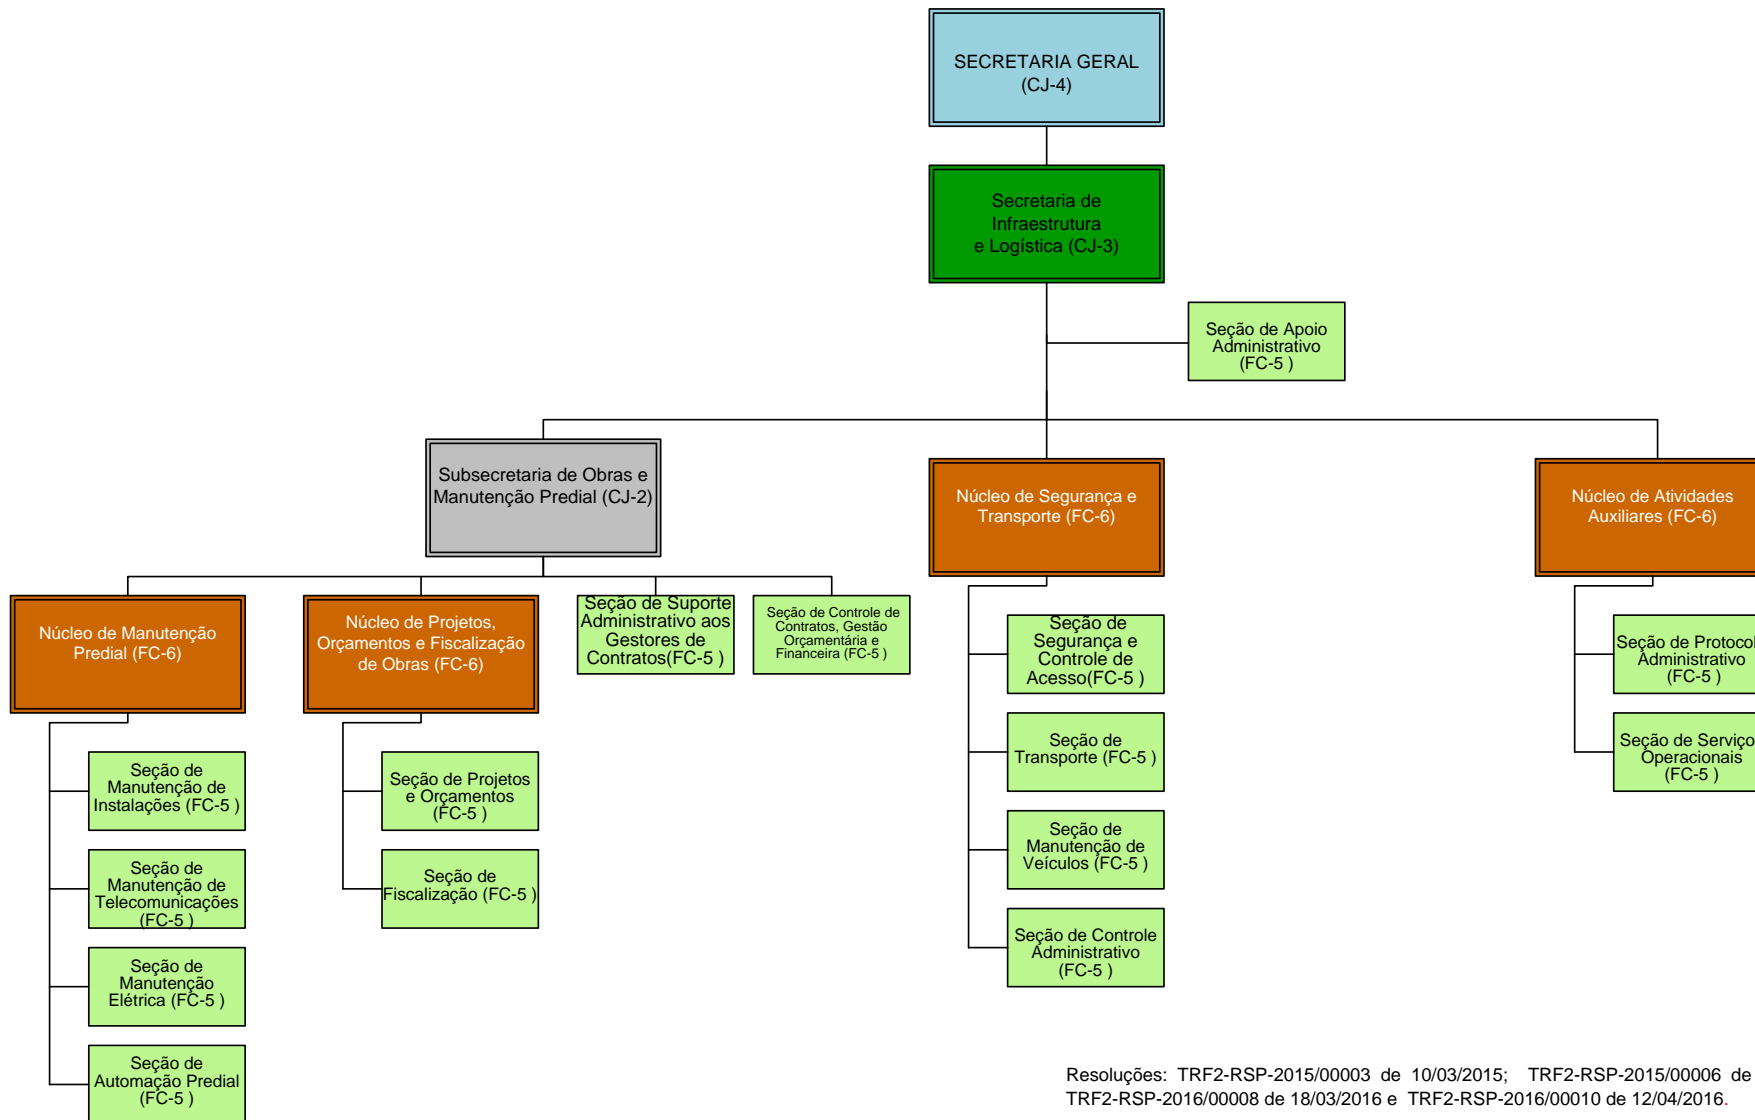 SECRETARIA GERAL
(CJ-4)
Secretaria de
Infraestrutura
e Logística (CJ-3)
Seção de Apoio
Administrativo
(FC-5 )
Subsecretaria de Obras e
Manutenção Predial (CJ-2)
Núcleo de Segurança e
Transporte (FC-6)
Núcleo de Atividades
Auxiliares (FC-6)
Núcleo de Manutenção
Predial (FC-6)
Núcleo de Projetos,
Orçamentos e Fiscalização
de Obras (FC-6)
Seção de Suporte
Administrativo aos
Gestores de
Contratos(FC-5 )
Seção de Controle de
Contratos, Gestão
Orçamentária e
Financeira (FC-5 )
Seção de
Manutenção de
Instalações (FC-5 )
Seção de
Manutenção de
Telecomunicações
(FC-5 )
Seção de
Manutenção
Elétrica (FC-5 )
Seção de
Automação Predial
(FC-5 )
Seção de Projetos
e Orçamentos
(FC-5 )
Seção de
Fiscalização (FC-5 )
Seção de
Segurança e
Controle de
Acesso(FC-5 )
Seção de
Transporte (FC-5 )
Seção de
Manutenção de
Veículos (FC-5 )
Seção de Controle
Administrativo
(FC-5 )
Seção de Protocol
Administrativo
(FC-5 )
Seção de Serviço
Operacionais
(FC-5 )
Resoluções: TRF2-RSP-2015/00003 de 10/03/2015; TRF2-RSP-2015/00006 de
TRF2-RSP-2016/00008 de 18/03/2016 e TRF2-RSP-2016/00010 de 12/04/2016.